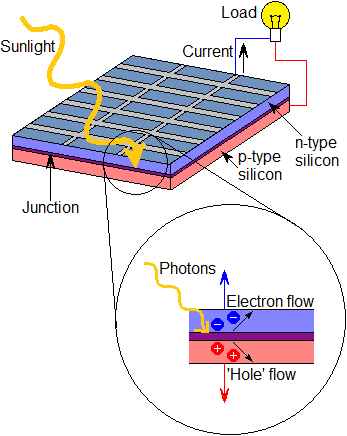 Load
Sunlight
Current
n-type
silicon
p-type
silicon
Junction
Photons
Electron flow
− −
+ +
'Hole' flow